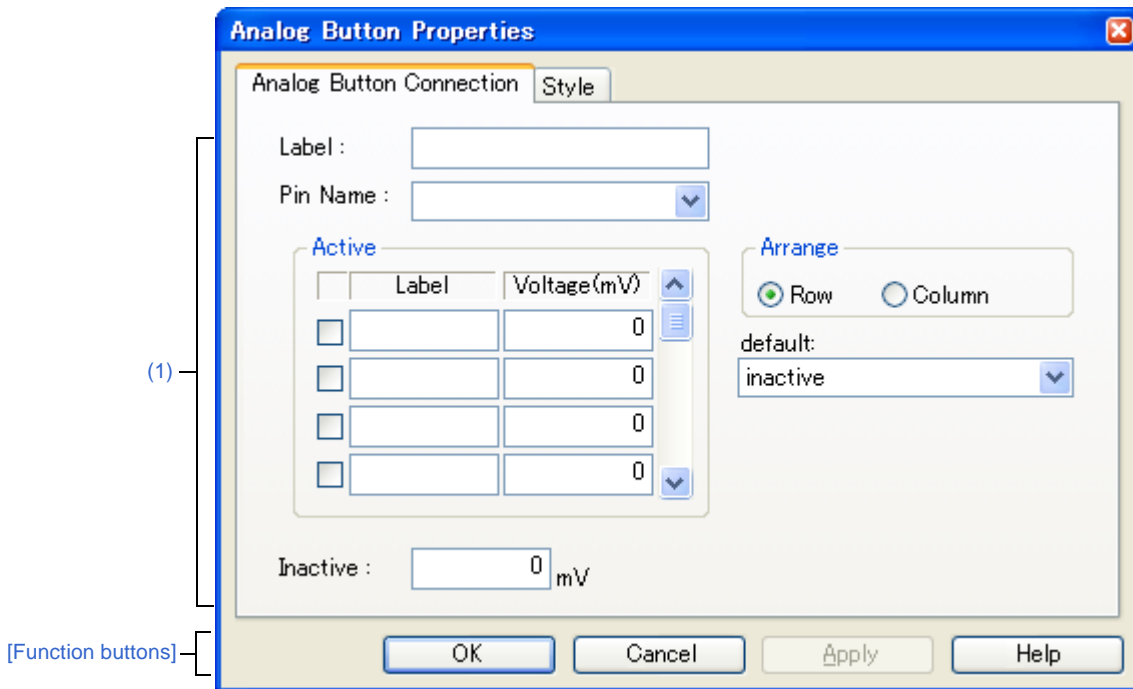 Analog Button Properties
Analog Button Connection Style
Label :
Pin Name :
Active
Label Voltage(mV)
0
0
0
0
Arrange
Row Column
default:
inactive
Inactive : 0 mV
(1)
[Function buttons]
OK Cancel Apply Help